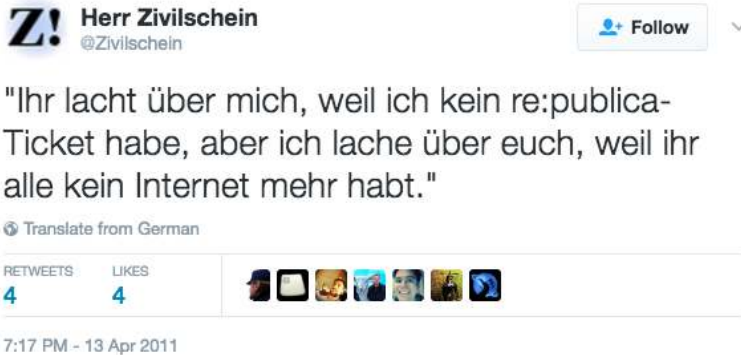 Z!
Herr Zivilschein
@Zivilschein
Follow
"Ihr lacht über mich, weil ich kein re:publica-
Ticket habe, aber ich lache über euch, weil ihr
alle kein Internet mehr habt."
Translate from German
RETWEETS LIKES
4 4
7:17 PM - 13 Apr 2011